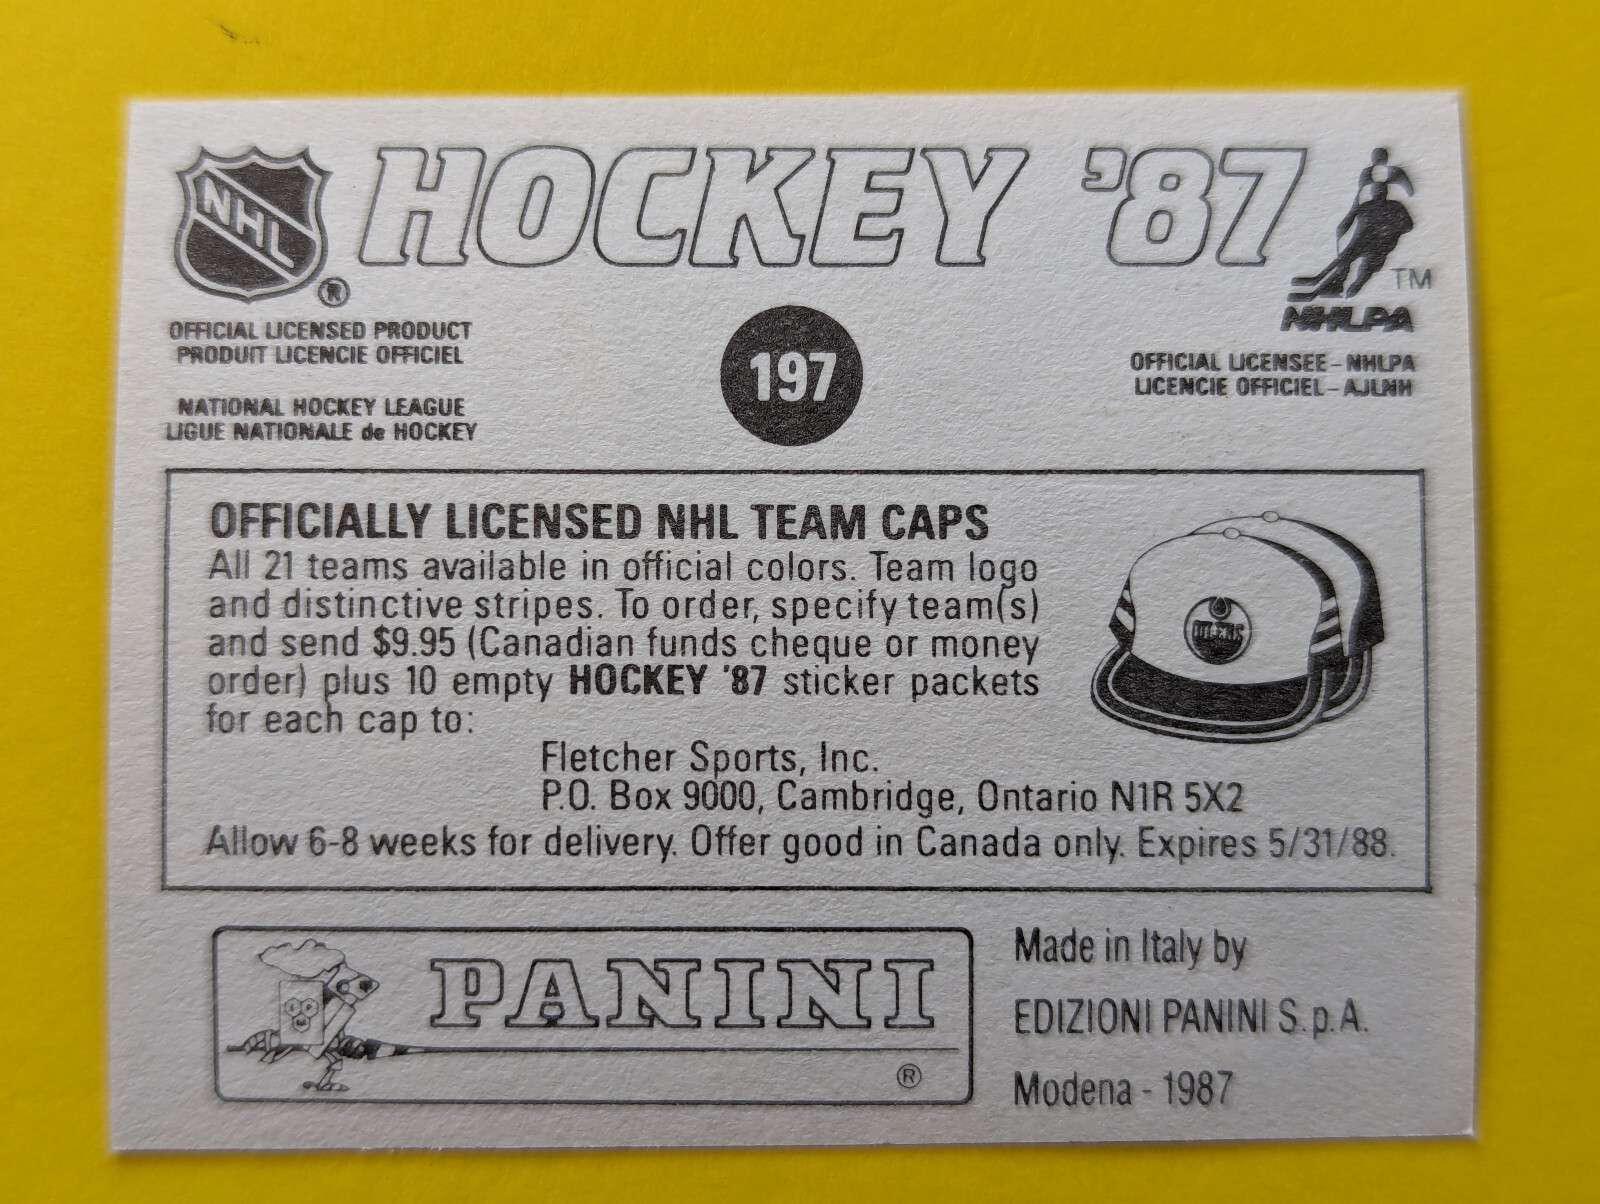 NHL
®
HOCKEY '87
TM
NHLPA
OFFICIAL LICENSED PRODUCT
PRODUIT LICENCIE OFFICIEL
NATIONAL HOCKEY LEAGUE
LIGUE NATIONALE de HOCKEY
197
OFFICIAL LICENSEE – NHLPA
LICENCIE OFFICIEL – AJLNH
OFFICIALLY LICENSED NHL TEAM CAPS
All 21 teams available in official colors. Team logo
and distinctive stripes. To order, specify team(s)
and send $9.95 (Canadian funds cheque or money
order) plus 10 empty HOCKEY '87 sticker packets
for each cap to:
Fletcher Sports, Inc.
P.O. Box 9000, Cambridge, Ontario N1R 5X2
Allow 6-8 weeks for delivery. Offer good in Canada only. Expires 5/31/88.
OILERS
PANINI
®
Made in Italy by
EDIZIONI PANINI S.p.A.
Modena - 1987